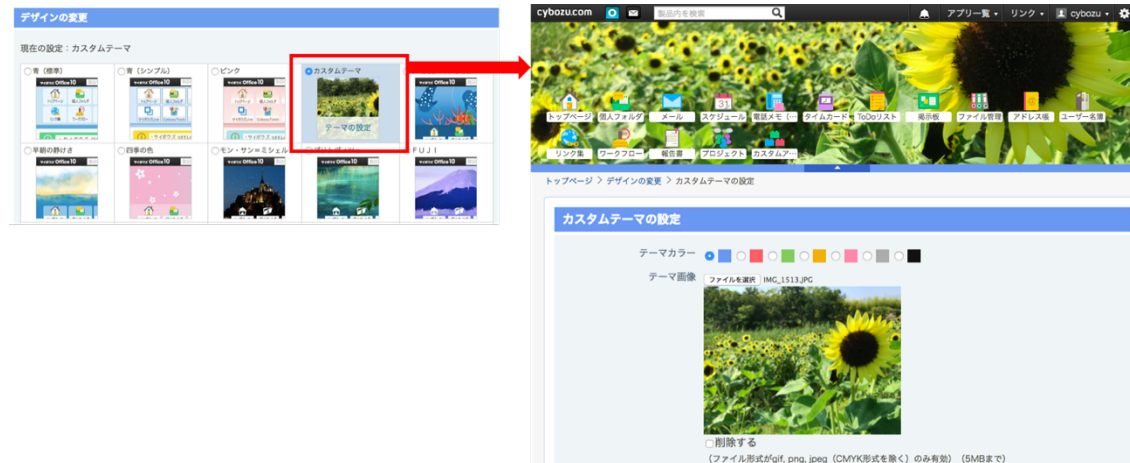 デザインの変更
現在の設定：カスタムテーマ
青（標準）
青（シンプル）
ピンク
カスタムテーマ
Office10
Office10
Office10
Office10
テーマの設定
早朝の静けさ
四季の色
モン・サン＝ミシェル
ＦＵＪＩ
Office10
Office10
Office10
Office10
Office10
cybozu.com
製品内を検索
アプリ一覧
リンク
cybozu
31
トップページ
個人フォルダ
メール
スケジュール
電話メモ（…
タイムカード
ToDoリスト
掲示板
ファイル管理
アドレス帳
ユーザー名簿
リンク集
ワークフロー
報告書
プロジェクト
カスタムア…
トップページ 〉 デザインの変更 〉 カスタムテーマの設定
カスタムテーマの設定
テーマカラー
テーマ画像
ファイルを選択 IMG_1513.JPG
削除する
（ファイル形式がgif, png, jpeg（CMYK形式を除く）のみ有効）（5MBまで）